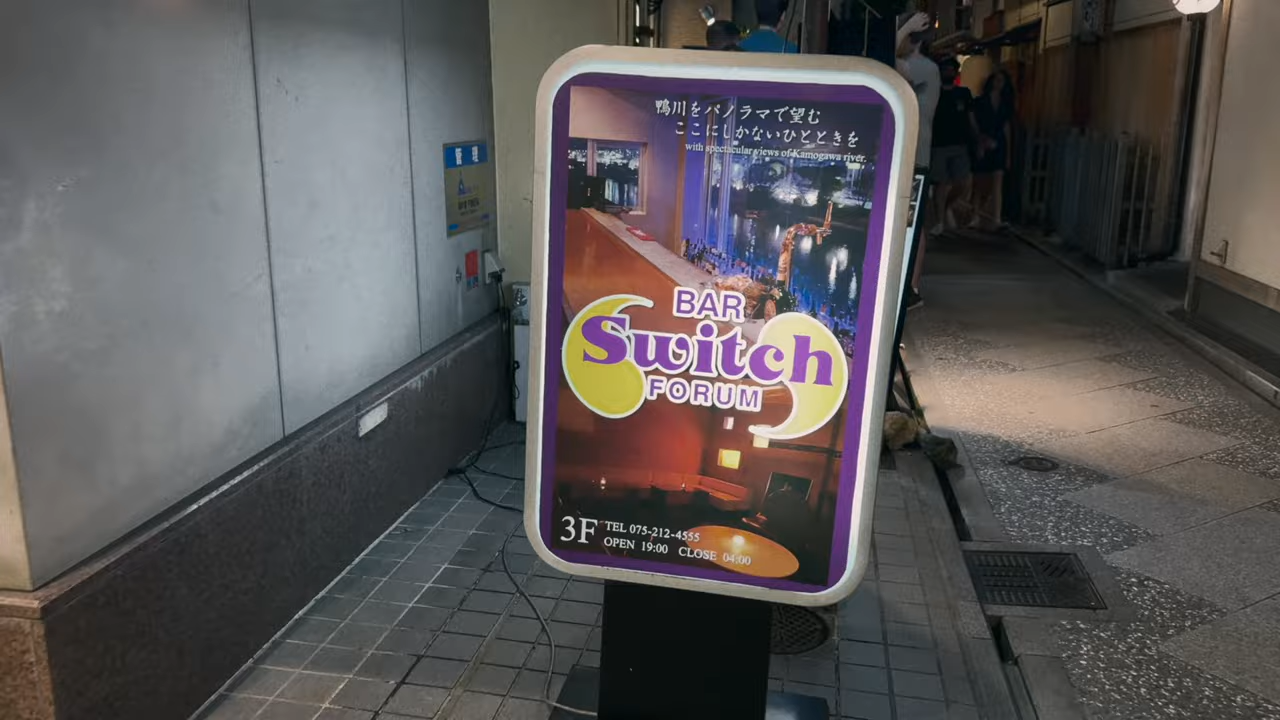 鴨川をパノラマで望む
ここにしかないひとときを
with spectacular views of Kamogawa river.
BAR
Switch
FORUM
3F
TEL 075-212-4555
OPEN 19:00 CLOSE 04:00
管理